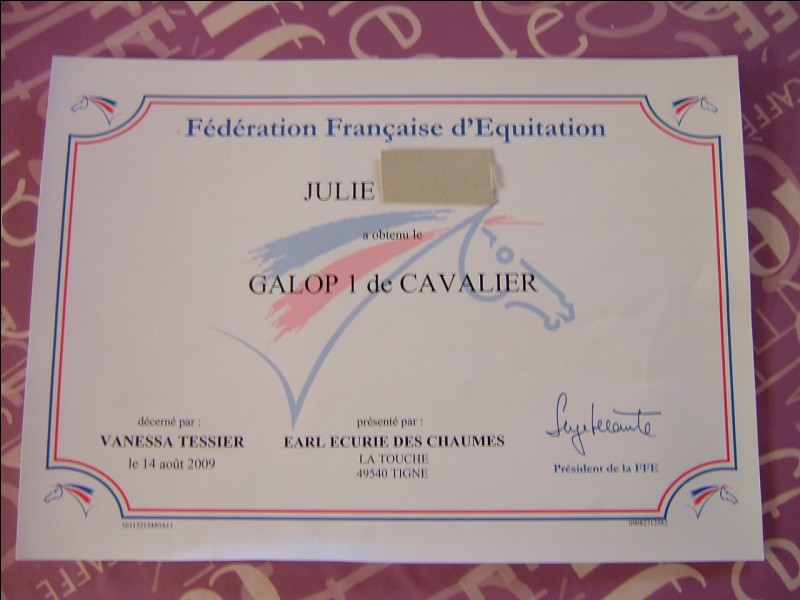 Fédération Française d'Equitation
JULIE
a obtenu le
GALOP 1 de CAVALIER
décerné par :
VANESSA TESSIER
le 14 août 2009
présenté par :
EARL ECURIE DES CHAUMES
LA TOUCHE
49540 TIGNE
Président de la FFE